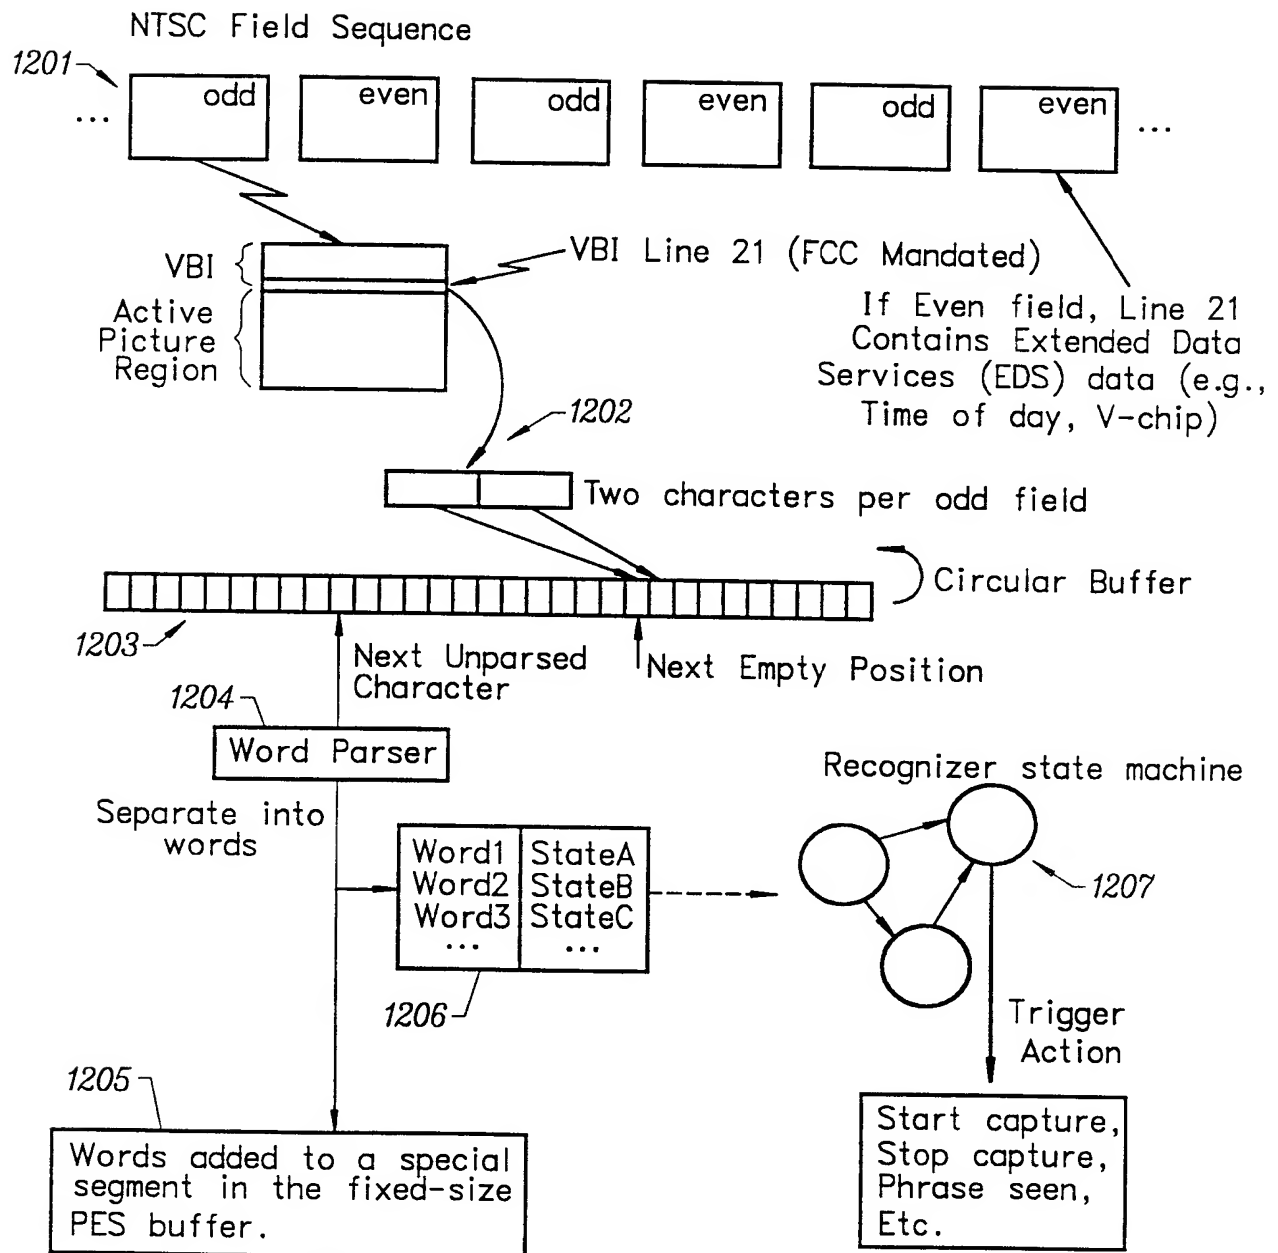 NTSC Field Sequence
1201
... odd even odd even odd even ...
VBI
VBI Line 21 (FCC Mandated)
Active
Picture
Region
If Even field, Line 21
Contains Extended Data
Services (EDS) data (e.g.,
Time of day, V-chip)
1202
Two characters per odd field
Circular Buffer
1203
Next Unparsed
Character
Next Empty Position
1204
Word Parser
Separate into
words
Word1 StateA
Word2 StateB
Word3 StateC
... ...
1206
Recognizer state machine
1207
Trigger
Action
1205
Words added to a special
segment in the fixed-size
PES buffer.
Start capture,
Stop capture,
Phrase seen,
Etc.